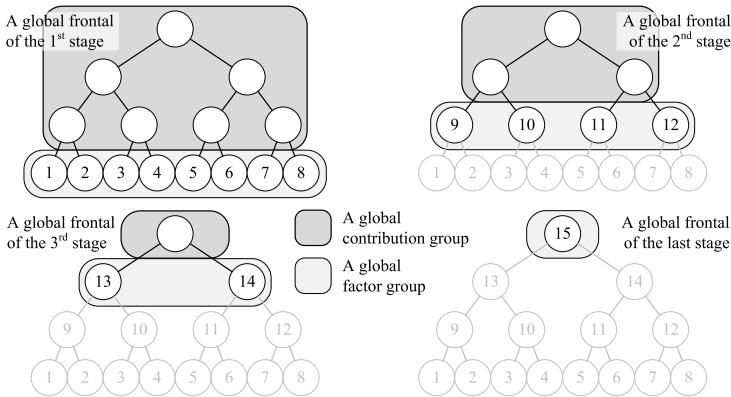 A global frontal
of the 1st stage
1 2 3 4 5 6 7 8
A global frontal
of the 2nd stage
9 10 11 12
1 2 3 4 5 6 7 8
A global frontal
of the 3rd stage
13 14
9 10 11 12
1 2 3 4 5 6 7 8
A global
contribution group
A global
factor group
15
A global frontal
of the last stage
13 14
9 10 11 12
1 2 3 4 5 6 7 8